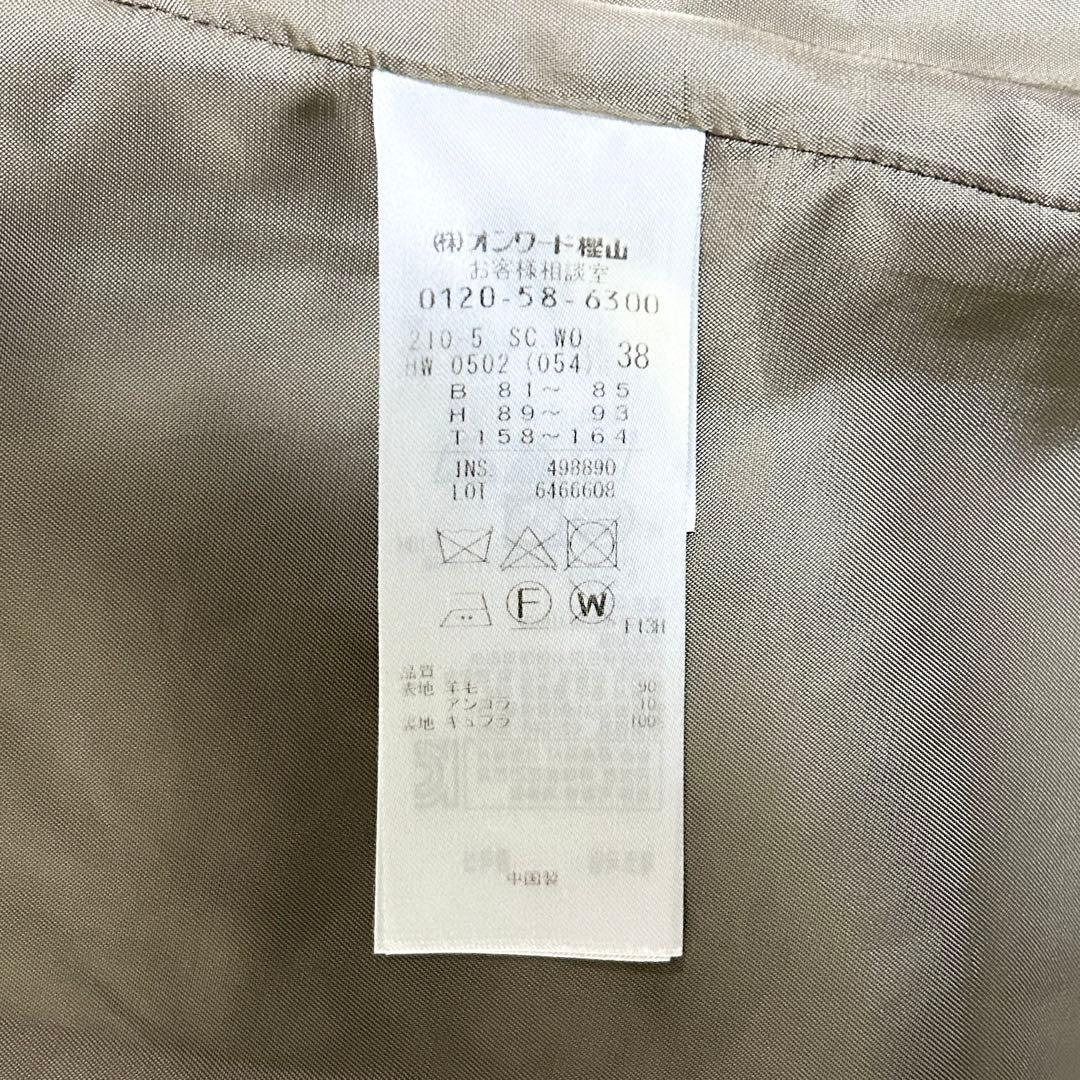 ㈱オンワード樫山
お客様相談室
0120-58-6300
210 5 SC WO
HW 0502 (054) 38
B 81～ 85
H 89～ 93
T158～164
INS. 498890
LOT 6466608
F
W
F13H
品質
表地 羊毛 90
アンゴラ 10
裏地 キュプラ 100
中国製